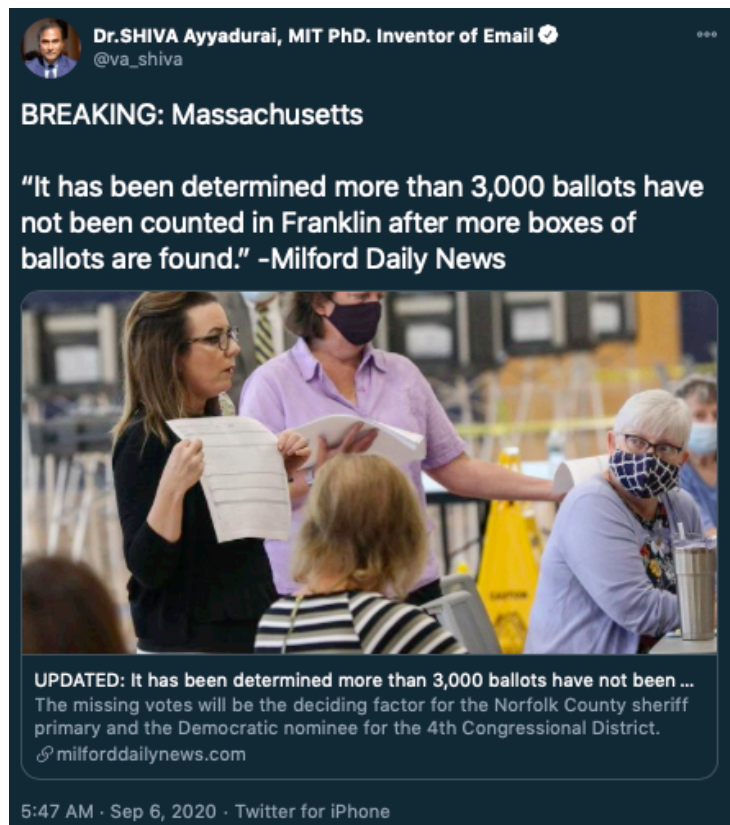 Dr.SHIVA Ayyadurai, MIT PhD. Inventor of Email
@va_shiva
BREAKING: Massachusetts
“It has been determined more than 3,000 ballots have
not been counted in Franklin after more boxes of
ballots are found.” -Milford Daily News
CAUTION
UPDATED: It has been determined more than 3,000 ballots have not been ...
The missing votes will be the deciding factor for the Norfolk County sheriff
primary and the Democratic nominee for the 4th Congressional District.
milforddailynews.com
5:47 AM · Sep 6, 2020 · Twitter for iPhone